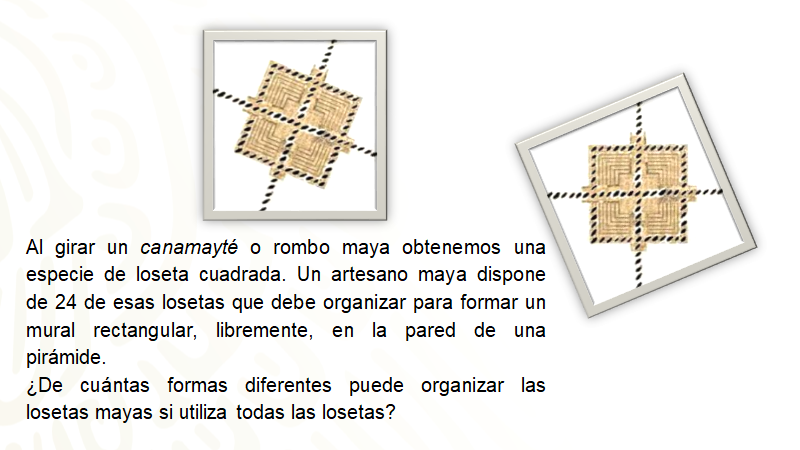 Al girar un canamayté o rombo maya obtenemos una
especie de loseta cuadrada. Un artesano maya dispone
de 24 de esas losetas que debe organizar para formar un
mural rectangular, libremente, en la pared de una
pirámide.
¿De cuántas formas diferentes puede organizar las
losetas mayas si utiliza todas las losetas?